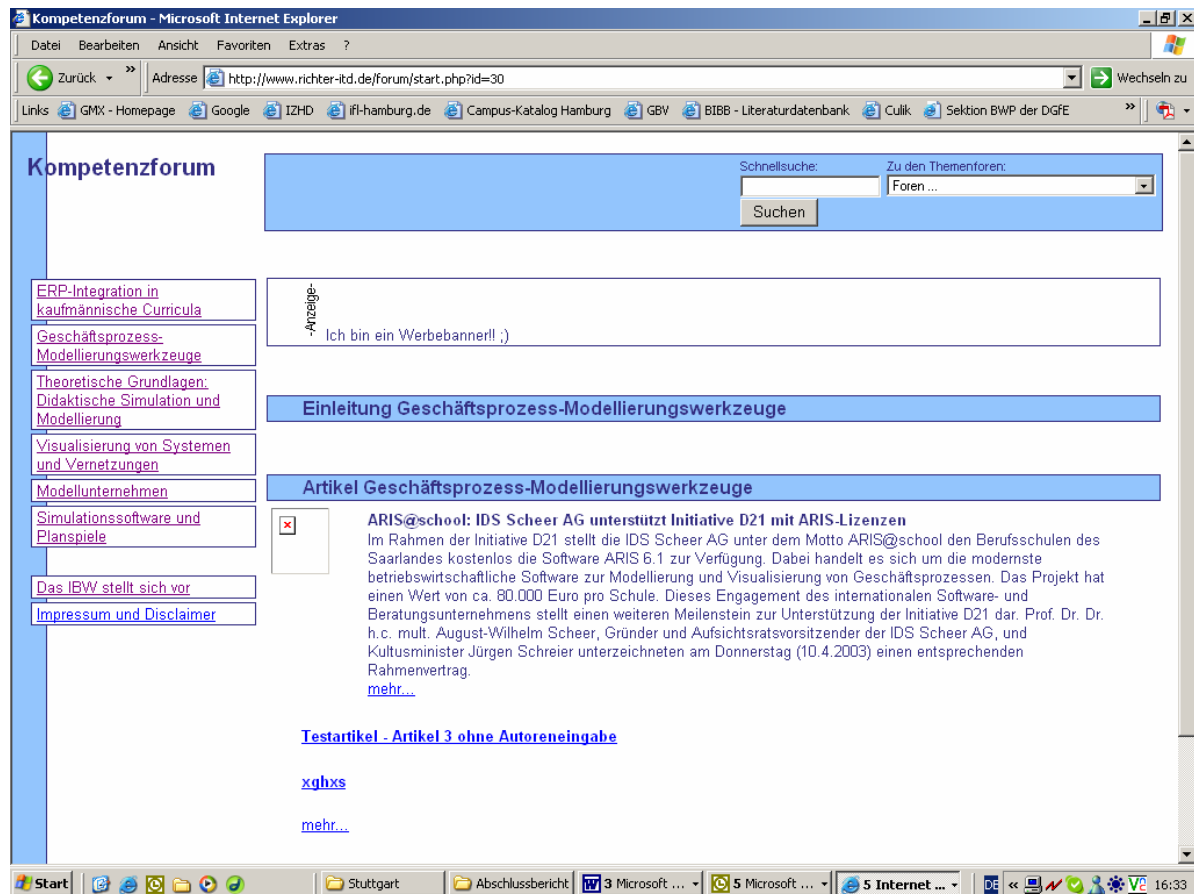 Kompetenzforum - Microsoft Internet Explorer
Datei Bearbeiten Ansicht Favoriten Extras ?
Zurück » Adresse http://www.richter-itd.de/forum/start.php?id=30 Wechseln zu
Links GMX - Homepage Google IZHD ifl-hamburg.de Campus-Katalog Hamburg GBV BIBB - Literaturdatenbank Culik Sektion BWP der DGfE »
Kompetenzforum
Schnellsuche: Zu den Themenforen:
Foren ...
Suchen
ERP-Integration in
kaufmännische Curricula
Geschäftsprozess-
Modellierungswerkzeuge
Theoretische Grundlagen:
Didaktische Simulation und
Modellierung
Visualisierung von Systemen
und Vernetzungen
Modellunternehmen
Simulationssoftware und
Planspiele
Das IBW stellt sich vor
Impressum und Disclaimer
-Anzeige-
Ich bin ein Werbebanner!! ;)
Einleitung Geschäftsprozess-Modellierungswerkzeuge
Artikel Geschäftsprozess-Modellierungswerkzeuge
ARIS@school: IDS Scheer AG unterstützt Initiative D21 mit ARIS-Lizenzen
Im Rahmen der Initiative D21 stellt die IDS Scheer AG unter dem Motto ARIS@school den Berufsschulen des
Saarlandes kostenlos die Software ARIS 6.1 zur Verfügung. Dabei handelt es sich um die modernste
betriebswirtschaftliche Software zur Modellierung und Visualisierung von Geschäftsprozessen. Das Projekt hat
einen Wert von ca. 80.000 Euro pro Schule. Dieses Engagement des internationalen Software- und
Beratungsunternehmens stellt einen weiteren Meilenstein zur Unterstützung der Initiative D21 dar. Prof. Dr. Dr.
h.c. mult. August-Wilhelm Scheer, Gründer und Aufsichtsratsvorsitzender der IDS Scheer AG, und
Kultusminister Jürgen Schreier unterzeichneten am Donnerstag (10.4.2003) einen entsprechenden
Rahmenvertrag.
mehr...
Testartikel - Artikel 3 ohne Autoreneingabe
xghxs
mehr...
Start Stuttgart Abschlussbericht 3 Microsoft ... 5 Microsoft ... 5 Internet ... DE « 16:33